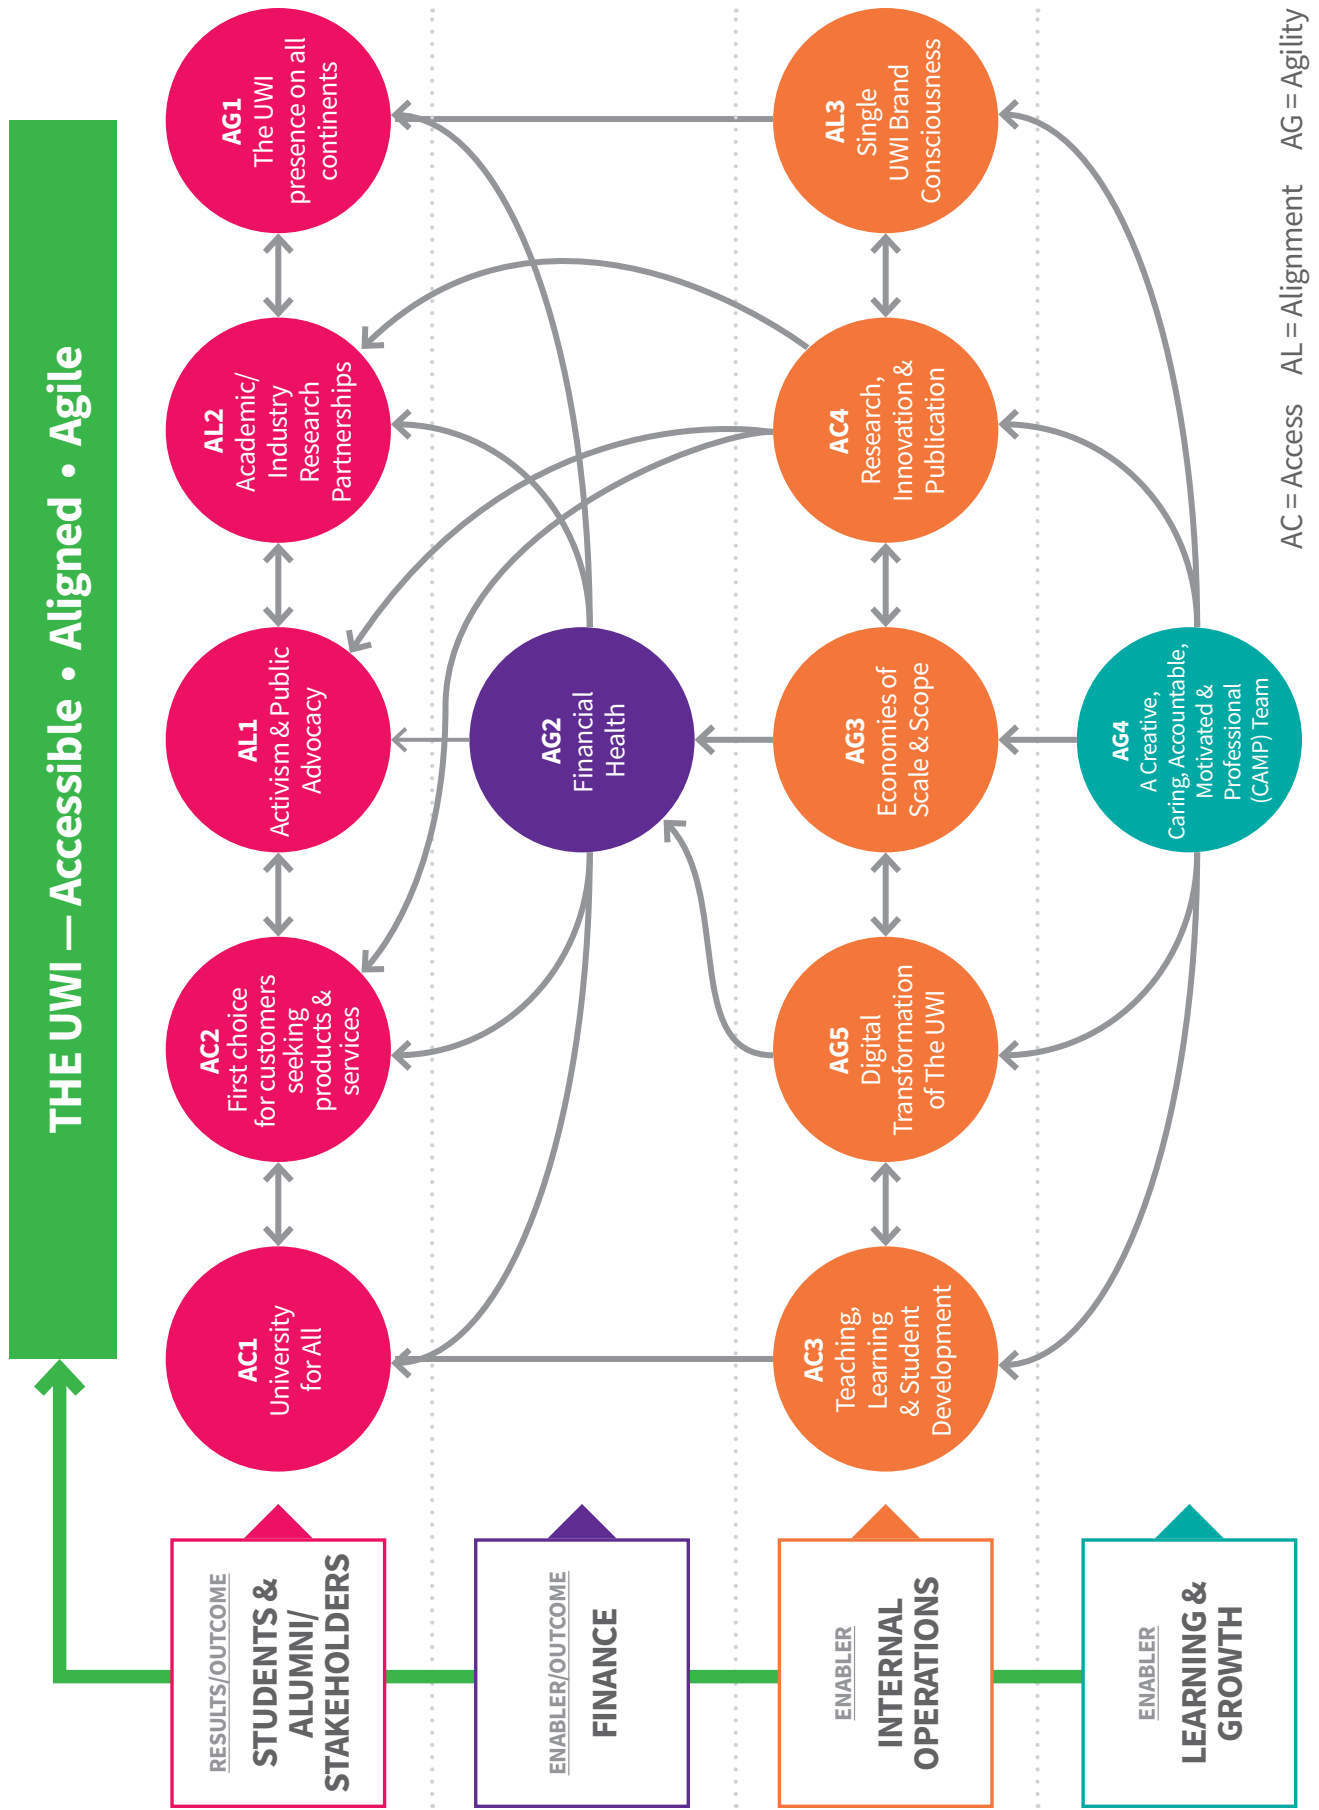 THE UWI — Accessible • Aligned • Agile
RESULTS/OUTCOME
STUDENTS &
ALUMNI/
STAKEHOLDERS
AC1
University
for All
AC2
First choice
for customers
seeking
products &
services
AL1
Activism & Public
Advocacy
AL2
Academic/
Industry
Research
Partnerships
AG1
The UWI
presence on all
continents
ENABLER/OUTCOME
FINANCE
AG2
Financial
Health
ENABLER
INTERNAL
OPERATIONS
AC3
Teaching,
Learning
& Student
Development
AG5
Digital
Transformation
of The UWI
AG3
Economies of
Scale & Scope
AC4
Research,
Innovation &
Publication
AL3
Single
UWI Brand
Consciousness
ENABLER
LEARNING &
GROWTH
AG4
A Creative,
Caring, Accountable,
Motivated &
Professional
(CAMP) Team
AC = Access AL = Alignment AG = Agility